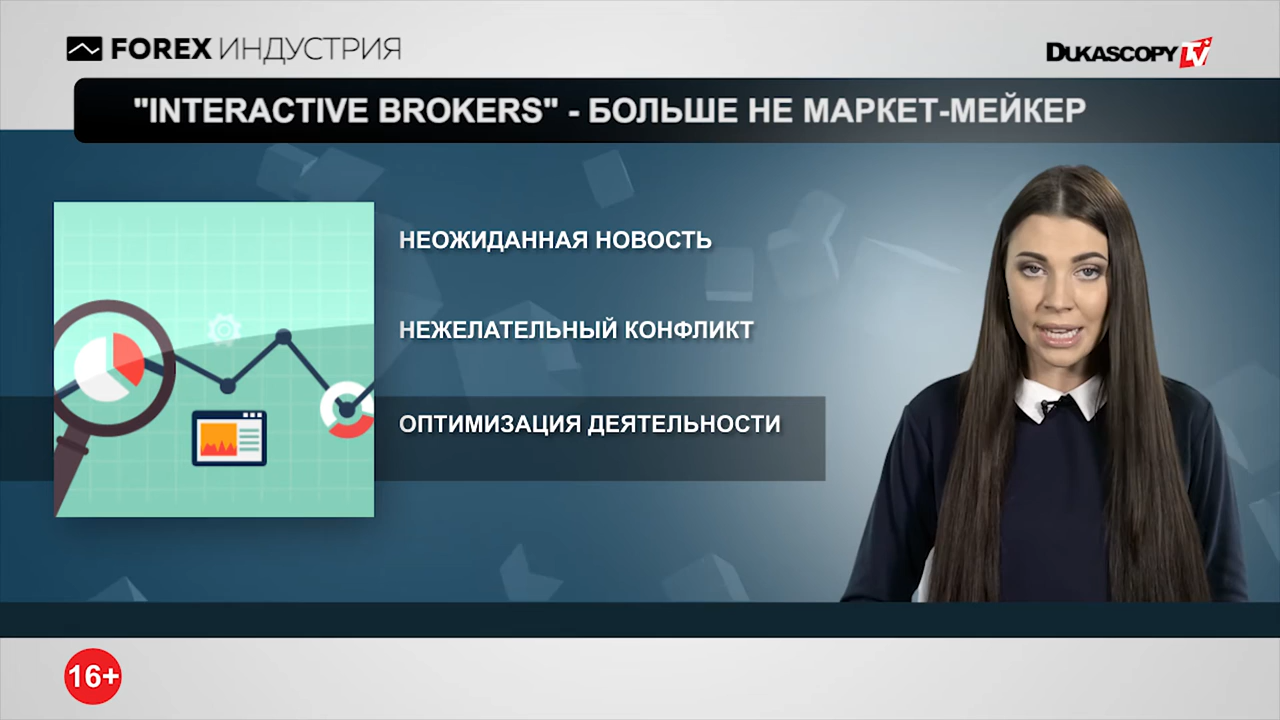 FOREX ИНДУСТРИЯ
DUKASCOPY TV
"INTERACTIVE BROKERS" - БОЛЬШЕ НЕ МАРКЕТ-МЕЙКЕР
НЕОЖИДАННАЯ НОВОСТЬ
НЕЖЕЛАТЕЛЬНЫЙ КОНФЛИКТ
ОПТИМИЗАЦИЯ ДЕЯТЕЛЬНОСТИ
16+